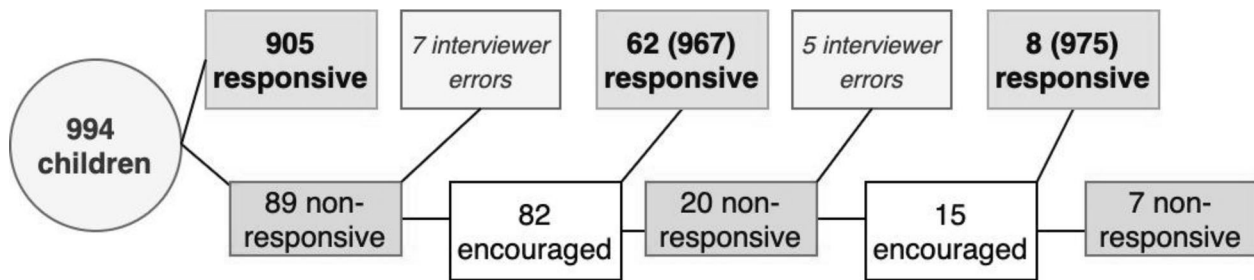 905
responsive
7 interviewer
errors
62 (967)
responsive
5 interviewer
errors
8 (975)
responsive
994
children
89 non-
responsive
82
encouraged
20 non-
responsive
15
encouraged
7 non-
responsive